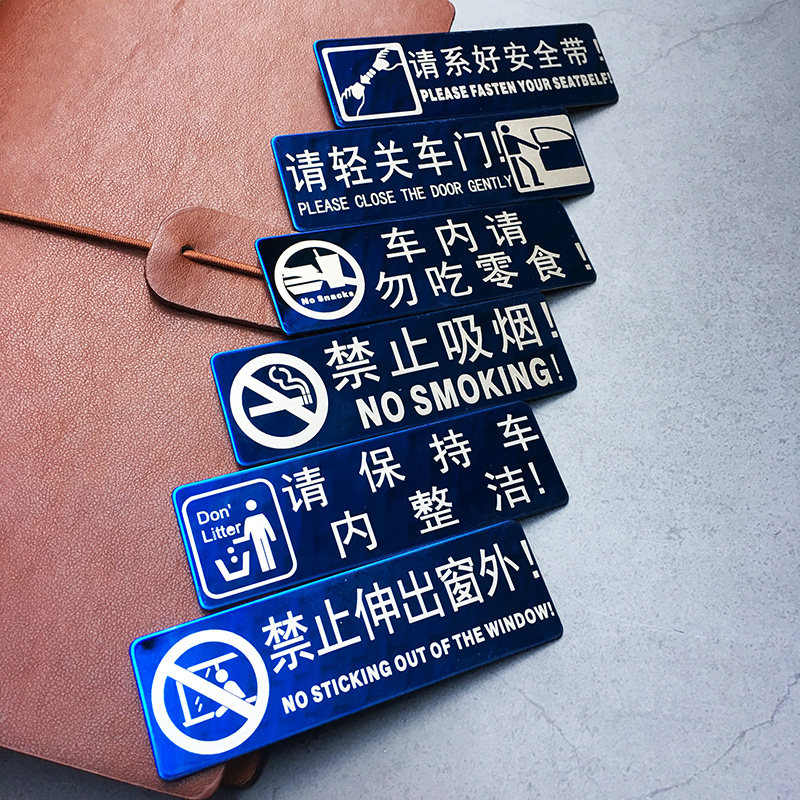 请系好安全带！
PLEASE FASTEN YOUR SEATBELF!
请轻关车门！
PLEASE CLOSE THE DOOR GENTLY
No Snacks
车内请
勿吃零食！
禁止吸烟！
NO SMOKING!
Don'
Litter
请保持车
内整洁！
禁止伸出窗外！
NO STICKING OUT OF THE WINDOW!